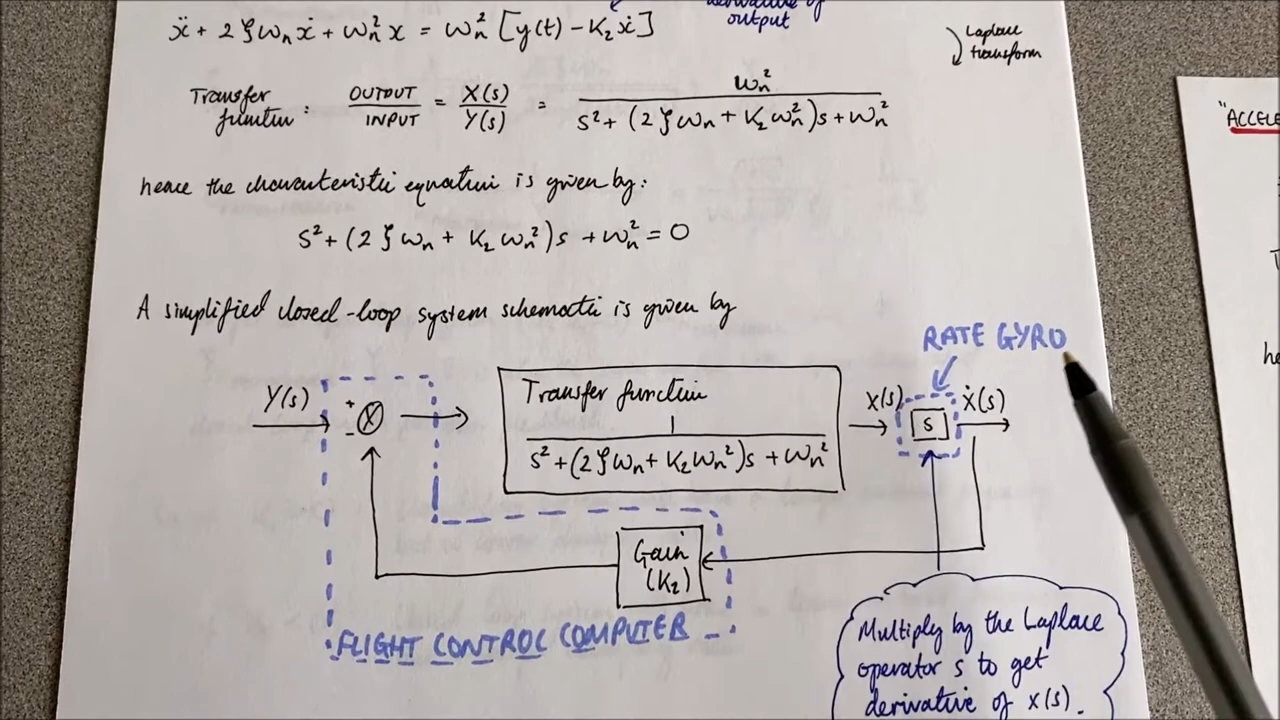 derivative of
output
ẍ + 2ζωₙẋ + ωₙ²x = ωₙ²[y(t) − K₂ẋ]
Laplace
transform
Transfer function: OUTPUT/INPUT = X(s)/Y(s) = ωₙ²/(s² + (2ζωₙ + K₂ωₙ²)s + ωₙ²)
"ACCELE
hence the characteristic equation is given by:
s² + (2ζωₙ + K₂ωₙ²)s + ωₙ² = 0
A simplified closed-loop system schematic is given by
RATE GYRO
he
Y(s)
+
-
X
Transfer function
1/(s² + (2ζωₙ + K₂ωₙ²)s + ωₙ²)
X(s)
s
Ẋ(s)
Gain
(K₂)
FLIGHT CONTROL COMPUTER
Multiply by the Laplace
operator s to get
derivative of X(s).